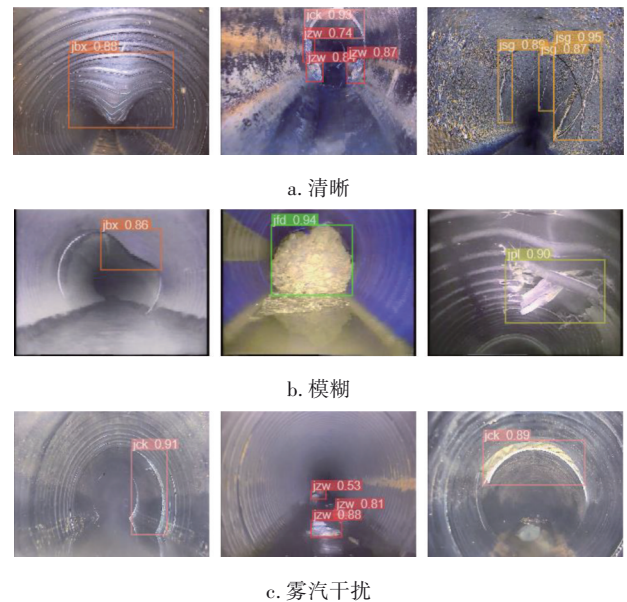 jbx 0.88
jck 0.93
jzw 0.74
jzw 0.84
jzw 0.87
jsg 0.85
jsg 0.87
jsg 0.95
a. 清晰
jbx 0.86
jfd 0.94
jpl 0.90
b. 模糊
jck 0.91
jzw 0.53
jzw 0.81
jzw 0.88
jck 0.89
c. 雾汽干扰